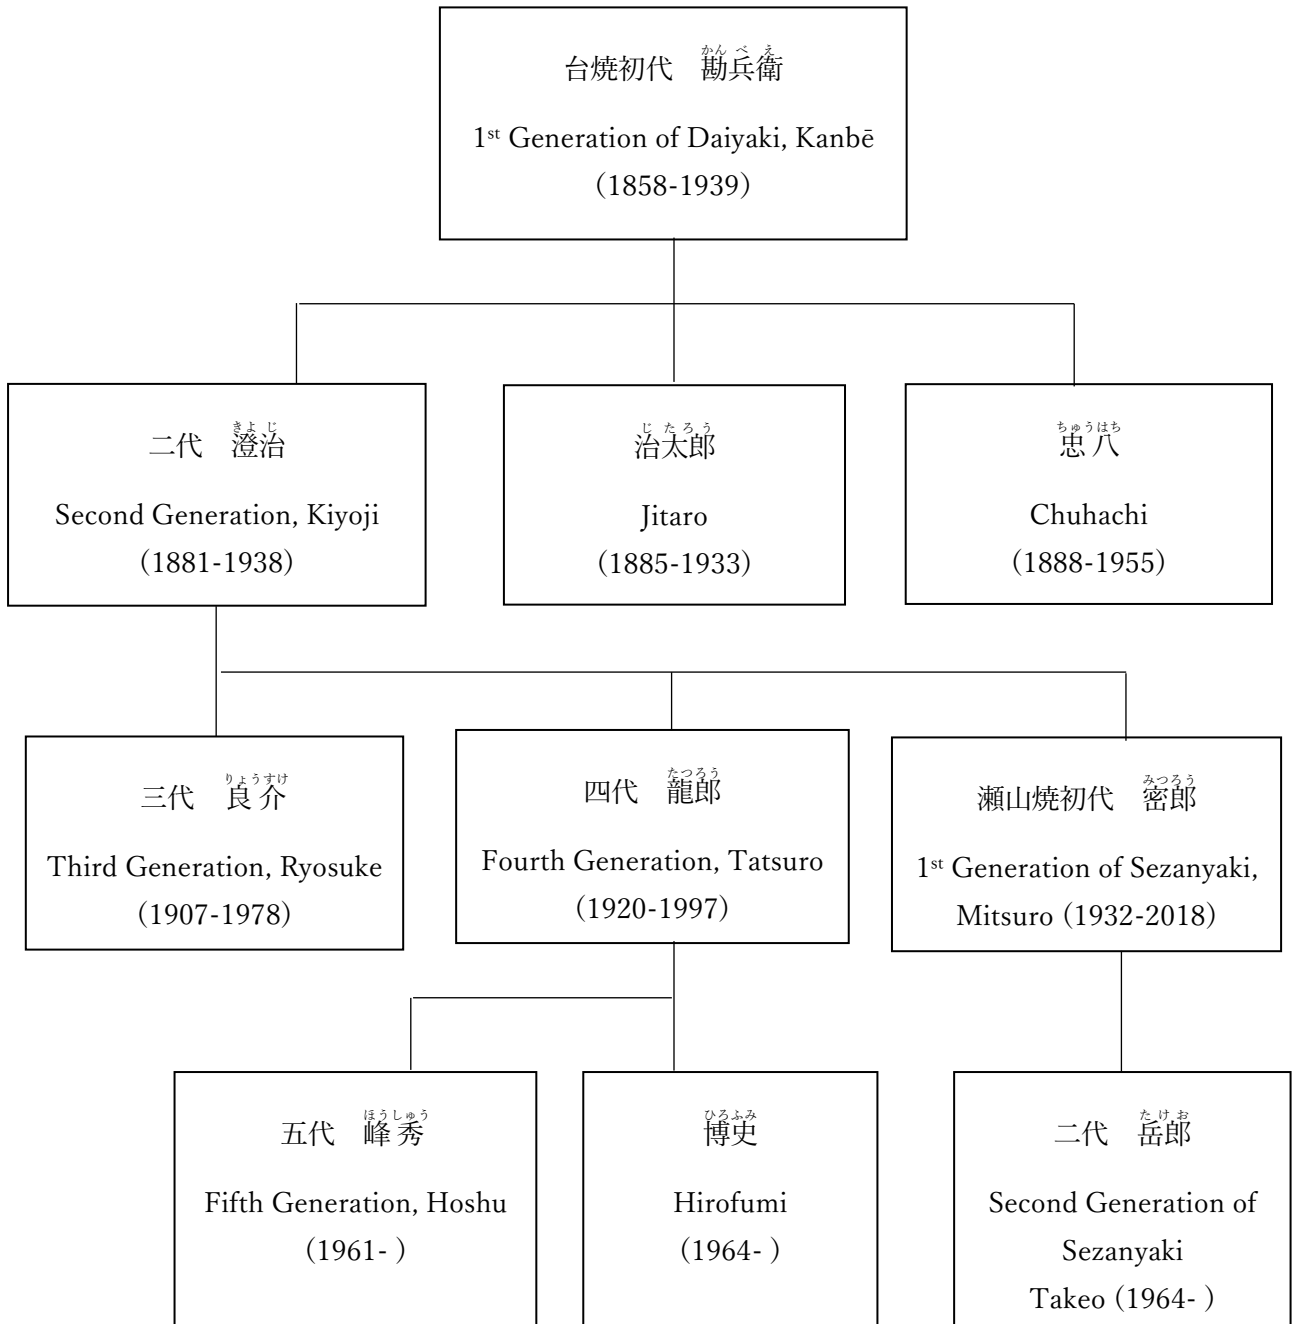 かんべえ
台焼初代　勘兵衛
1st Generation of Daiyaki, Kanbē
(1858-1939)
きよじ
二代　澄治
Second Generation, Kiyoji
(1881-1938)
じたろう
治太郎
Jitaro
(1885-1933)
ちゅうはち
忠八
Chuhachi
(1888-1955)
りょうすけ
三代　良介
Third Generation, Ryosuke
(1907-1978)
たつろう
四代　龍郎
Fourth Generation, Tatsuro
(1920-1997)
みつろう
瀬山焼初代　密郎
1st Generation of Sezanyaki,
Mitsuro (1932-2018)
ほうしゅう
五代　峰秀
Fifth Generation, Hoshu
(1961- )
ひろふみ
博史
Hirofumi
(1964- )
たけお
二代　岳郎
Second Generation of
Sezanyaki
Takeo (1964- )